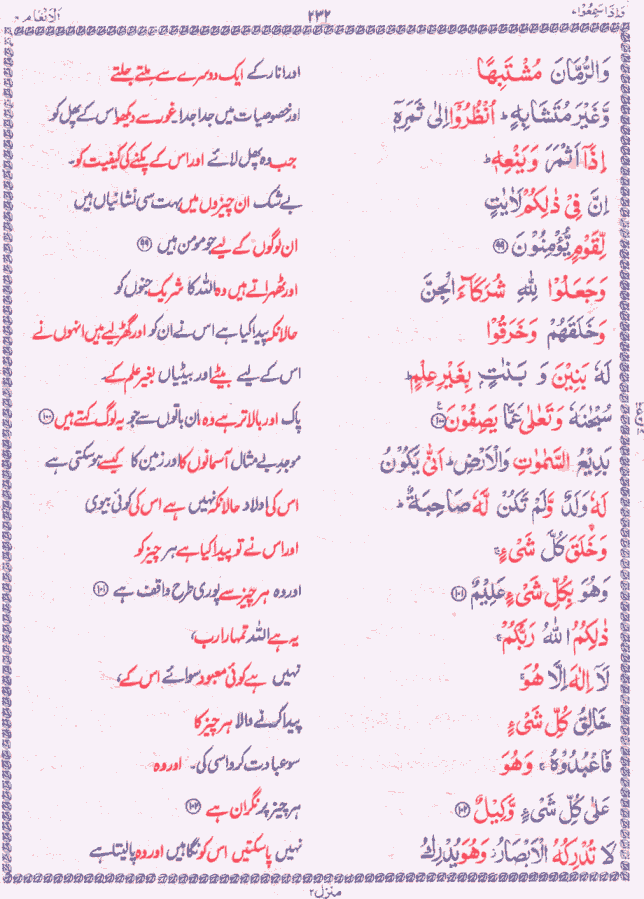 وَاِذَا سَمِعُوْا، ۲۳۲ اَلۡاَنۡعَام
وَالرُّمَّانَ مُشْتَبِهًا اور انار کے ایک دوسرے سے ملتے جلتے
وَّغَيْرَ مُتَشَابِهٍ ؕ اُنْظُرُوْۤا اِلٰى ثَمَرِهٖۤ اور خصوصیات میں جدا جدا۔ غور سے دیکھو اس کے پھل کو
اِذَاۤ اَثْمَرَ وَيَنْعِهٖ ؕ جب وہ پھل لائے اور اس کے پکنے کی کیفیت کو۔
اِنَّ فِيْ ذٰلِكُمْ لَاٰيٰتٍ بے شک ان چیزوں میں بہت سی نشانیاں ہیں
لِّقَوْمٍ يُّؤْمِنُوْنَ ﴿۹۹﴾ ان لوگوں کے لیے جو مومن ہیں ﴿۹۹﴾
وَجَعَلُوْا لِلّٰهِ شُرَكَآءَ الْجِنَّ اور ٹھہراتے ہیں وہ اللہ کا شریک جنوں کو
وَخَلَقَهُمْ وَخَرَقُوْا حالانکہ پیدا کیا ہے اس نے ان کو اور گھڑ لیے ہیں انہوں نے
لَهٗ بَنِيْنَ وَ بَنٰتٍۭ بِغَيْرِ عِلْمٍ ؕ اس کے لیے بیٹے اور بیٹیاں بغیر علم کے۔
سُبْحٰنَهٗ وَتَعٰلٰى عَمَّا يَصِفُوْنَ ﴿۱۰۰﴾ پاک اور بالاتر ہے وہ ان باتوں سے جو یہ لوگ کہتے ہیں ﴿۱۰۰﴾
بَدِيْعُ السَّمٰوٰتِ وَالْاَرْضِ ؕ اَنّٰى يَكُوْنُ موجدِ بے مثال آسمانوں کا اور زمین کا کیسے ہو سکتی ہے
لَهٗ وَلَدٌ وَّلَمْ تَكُنْ لَّهٗ صَاحِبَةٌ ؕ اس کی اولاد حالانکہ نہیں ہے اس کی کوئی بیوی
وَخَلَقَ كُلَّ شَيْءٍ ۚ اور اس نے تو پیدا کیا ہے ہر چیز کو
وَهُوَ بِكُلِّ شَيْءٍ عَلِيْمٌ ﴿۱۰۱﴾ اور وہ ہر چیز سے پوری طرح واقف ہے ﴿۱۰۱﴾
ذٰلِكُمُ اللّٰهُ رَبُّكُمْ ۚ یہ ہے اللہ تمہارا رب،
لَاۤ اِلٰهَ اِلَّا هُوَ ۚ نہیں ہے کوئی معبود سوائے اس کے،
خَالِقُ كُلِّ شَيْءٍ پیدا کرنے والا ہر چیز کا
فَاعْبُدُوْهُ ۚ وَهُوَ سو عبادت کرو اسی کی۔ اور وہ
عَلٰى كُلِّ شَيْءٍ وَّكِيْلٌ ﴿۱۰۲﴾ ہر چیز پر نگران ہے ﴿۱۰۲﴾
لَا تُدْرِكُهُ الْاَبْصَارُ ؗ وَهُوَ يُدْرِكُ نہیں پاسکتیں اس کو نگاہیں اور وہ پالیتا ہے
منزل۲